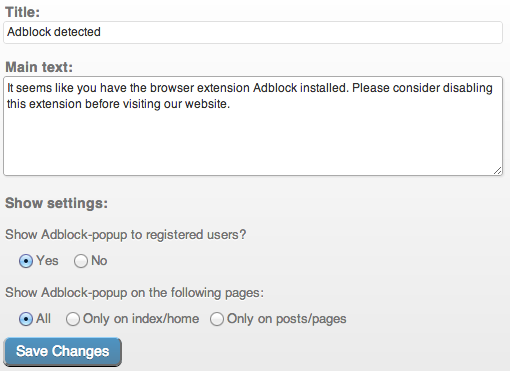 Title:
Adblock detected
Main text:
It seems like you have the browser extension Adblock installed. Please consider disabling
this extension before visiting our website.
Show settings:
Show Adblock-popup to registered users?
Yes No
Show Adblock-popup on the following pages:
All Only on index/home Only on posts/pages
Save Changes